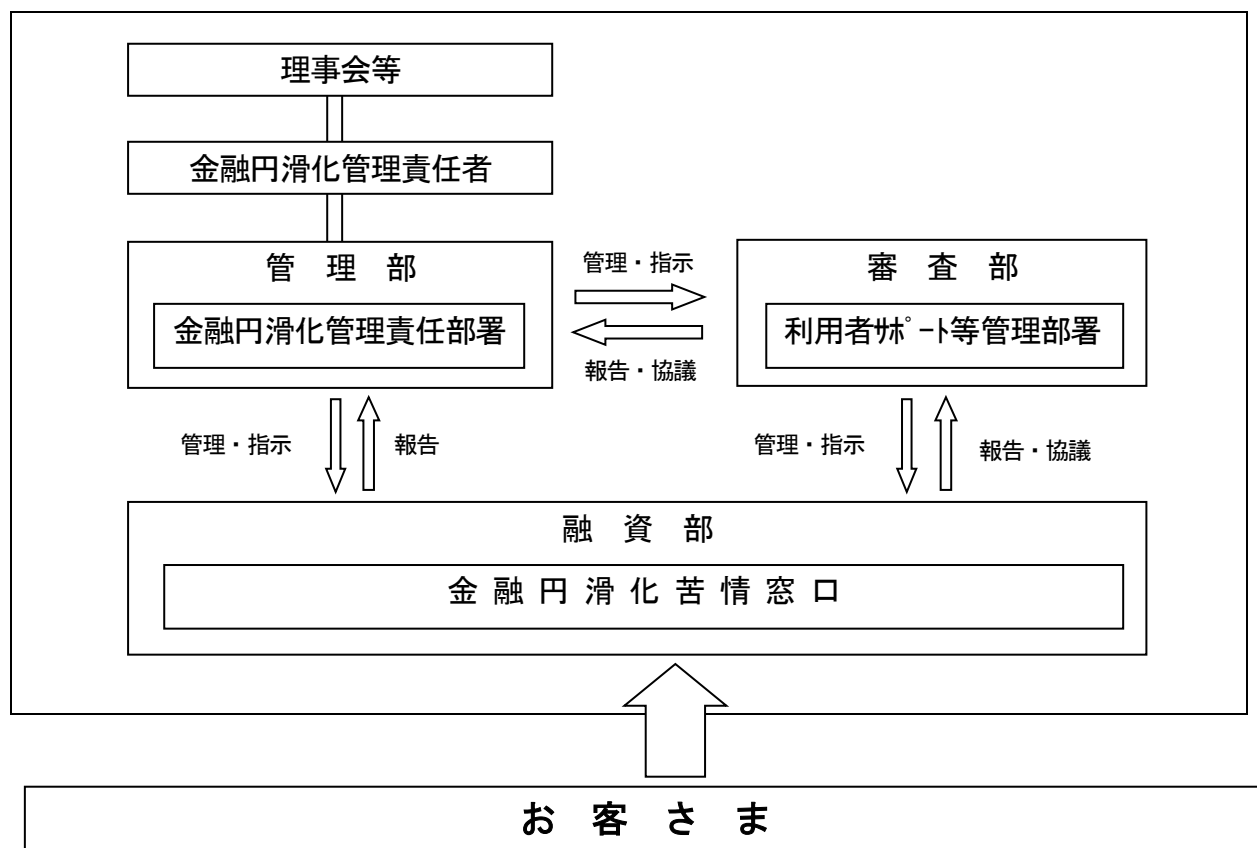 理事会等
金融円滑化管理責任者
管 理 部
金融円滑化管理責任部署
管理・指示
報告・協議
審 査 部
利用者ｻﾎﾟｰﾄ等管理部署
管理・指示
報告
管理・指示
報告・協議
融 資 部
金 融 円 滑 化 苦 情 窓 口
お 客 さ ま